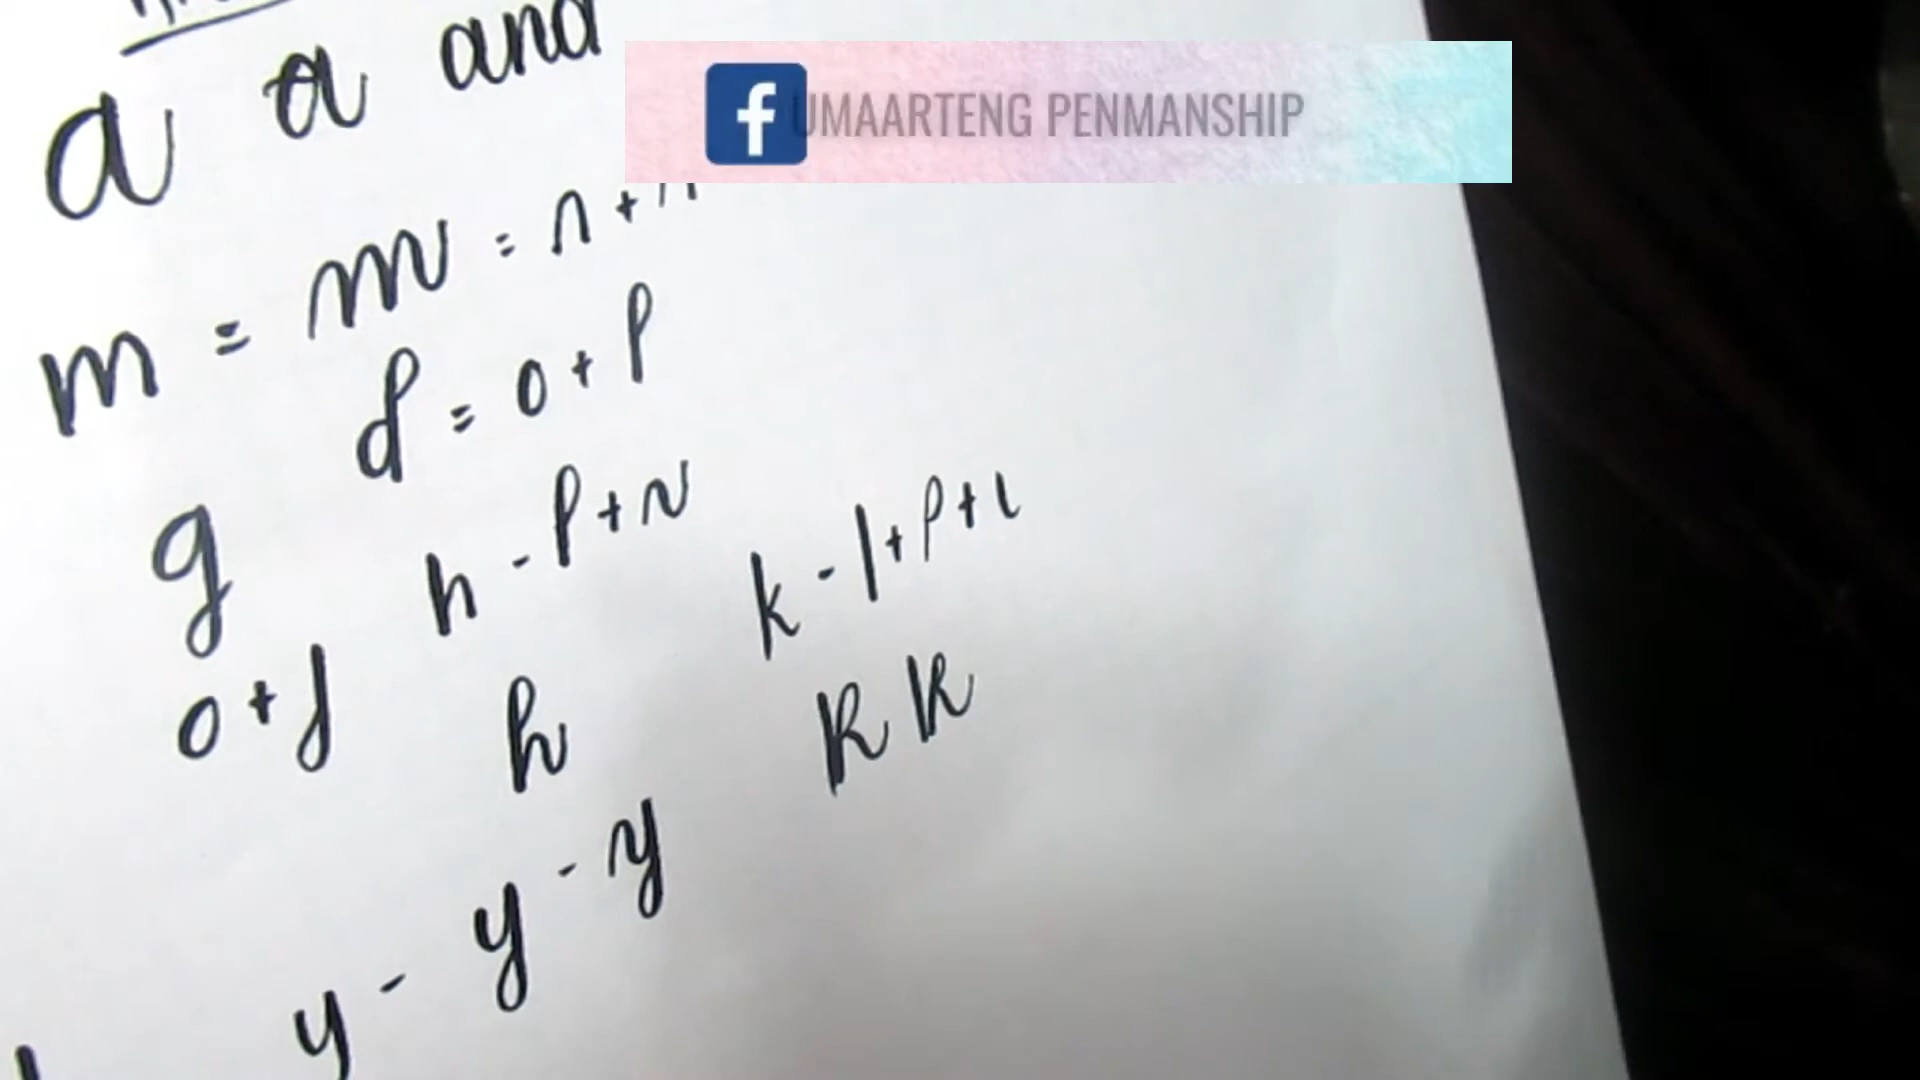 a a and
UMAARTENG PENMANSHIP
m = m = n + n
d = o + l
g h - l + n k - l + l + l
o + j h k k
y - y - y